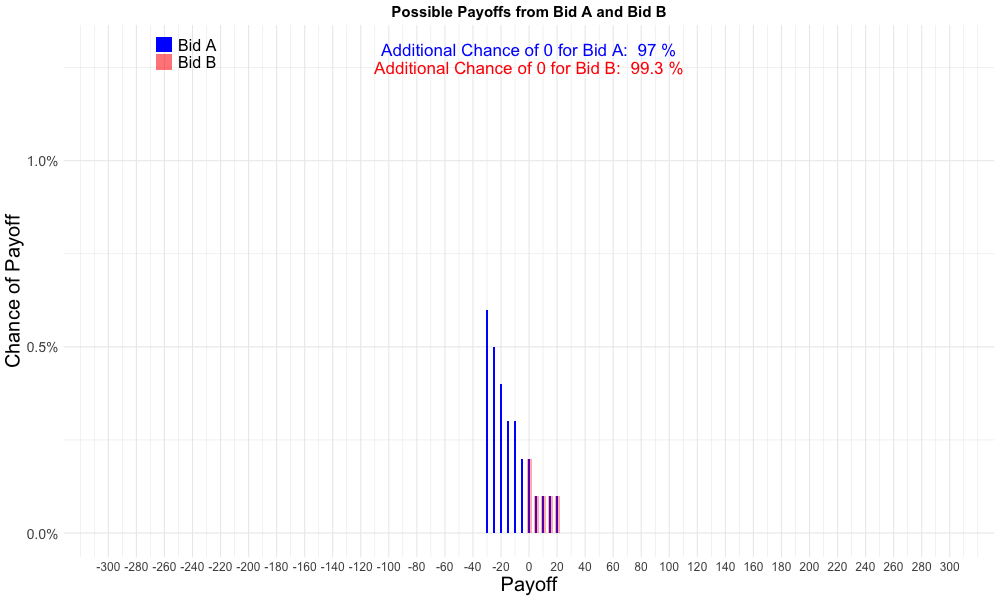 Possible Payoffs from Bid A and Bid B
Bid A
Bid B
Additional Chance of 0 for Bid A:  97 %
Additional Chance of 0 for Bid B:  99.3 %
Chance of Payoff
1.0%
0.5%
0.0%
-300 -280 -260 -240 -220 -200 -180 -160 -140 -120 -100 -80 -60 -40 -20 0 20 40 60 80 100 120 140 160 180 200 220 240 260 280 300
Payoff